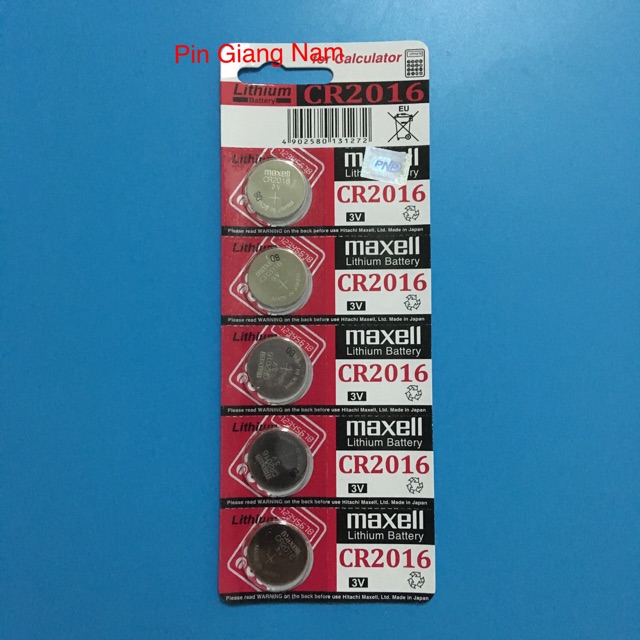 Pin Giang Nam
for Calculator
Lithium
Battery
CR2016
EU
4 902580 131272
PNP
maxell
CR2016
3V
maxell
Lithium Battery
CR2016
3V
Please read WARNING on the back before use Hitachi Maxell, Ltd. Made in Japan
maxell
Lithium Battery
CR2016
3V
Please read WARNING on the back before use Hitachi Maxell, Ltd. Made in Japan
maxell
Lithium Battery
CR2016
3V
Please read WARNING on the back before use Hitachi Maxell, Ltd. Made in Japan
maxell
Lithium Battery
CR2016
3V
Please read WARNING on the back before use Hitachi Maxell, Ltd. Made in Japan
maxell
Lithium Battery
CR2016
3V
Please read WARNING on the back before use Hitachi Maxell, Ltd. Made in Japan